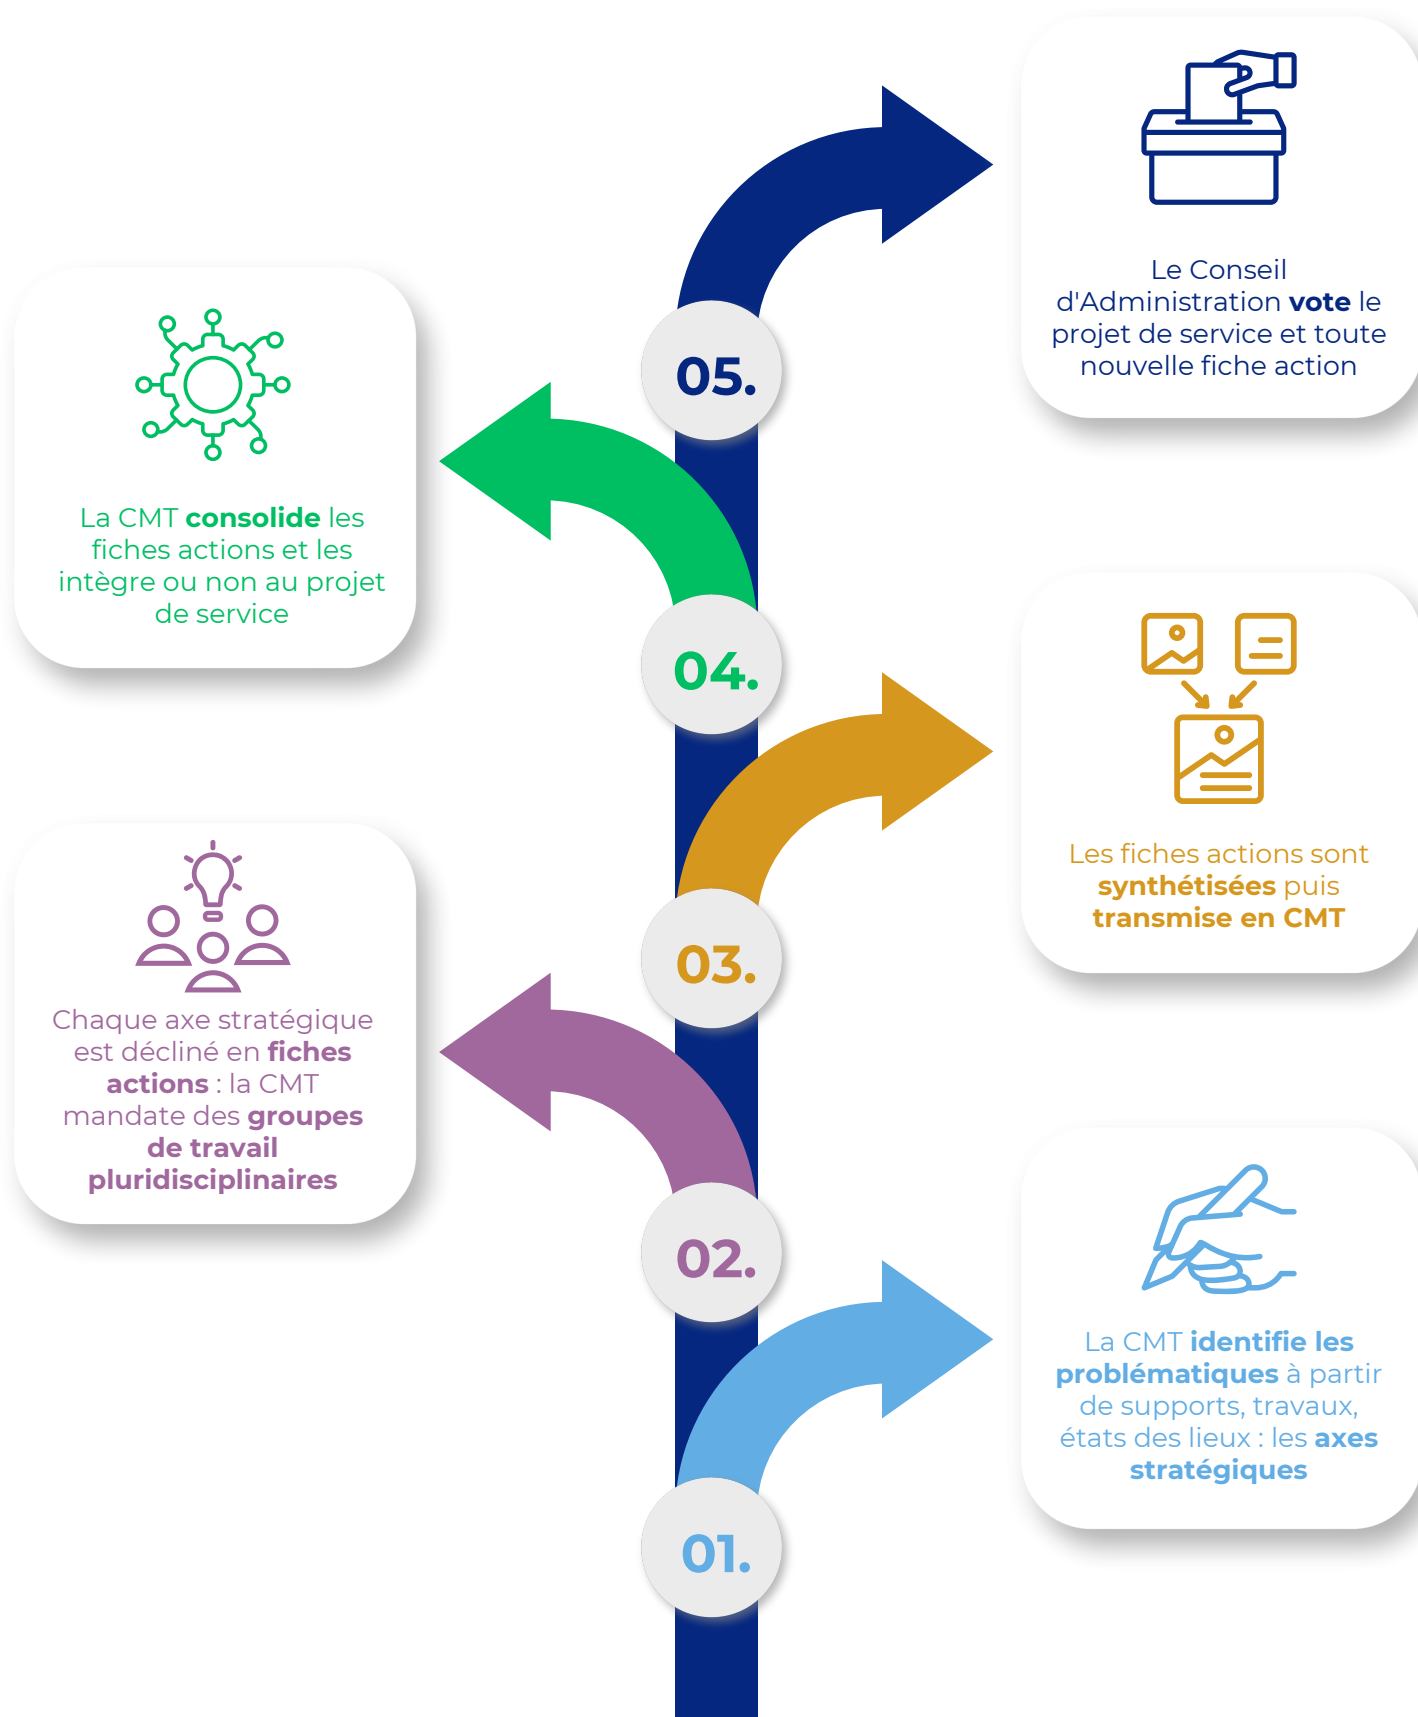 Le Conseil
d'Administration vote le
projet de service et toute
nouvelle fiche action
05.
La CMT consolide les
fiches actions et les
intègre ou non au projet
de service
04.
Les fiches actions sont
synthétisées puis
transmise en CMT
03.
Chaque axe stratégique
est décliné en fiches
actions : la CMT
mandate des groupes
de travail
pluridisciplinaires
02.
La CMT identifie les
problématiques à partir
de supports, travaux,
états des lieux : les axes
stratégiques
01.